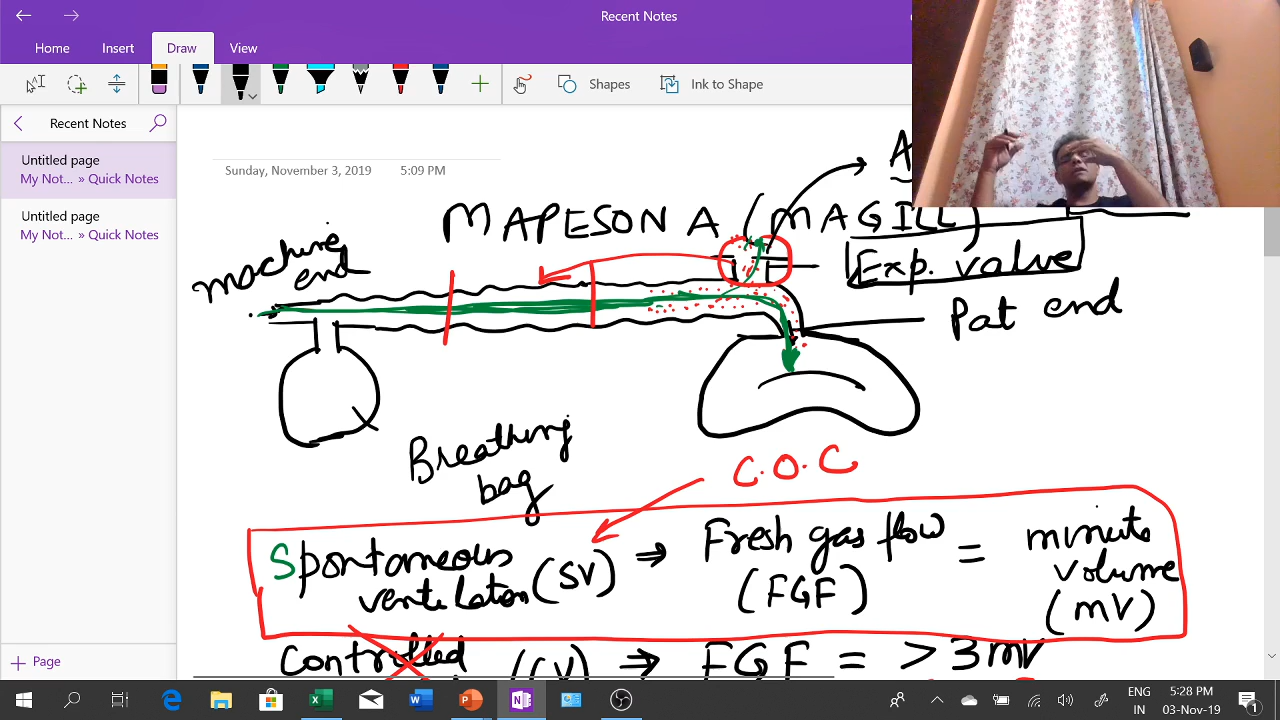 Recent Notes
Home Insert Draw View
Shapes Ink to Shape
Recent Notes
Untitled page
My Not... » Quick Notes
Untitled page
My Not... » Quick Notes
Page
Sunday, November 3, 2019 5:09 PM
A
MAPESON A (MAGILL)
machine
end
Exp. valve
Pat end
Breathing
bag
C.O.C
Spontaneous
ventilaton (SV) ⇒ Fresh gas flow
(FGF) = minute
volume
(mV)
Controlled (CV) ⇒ FGF = >3mV
ENG
IN
5:28 PM
03-Nov-19
1